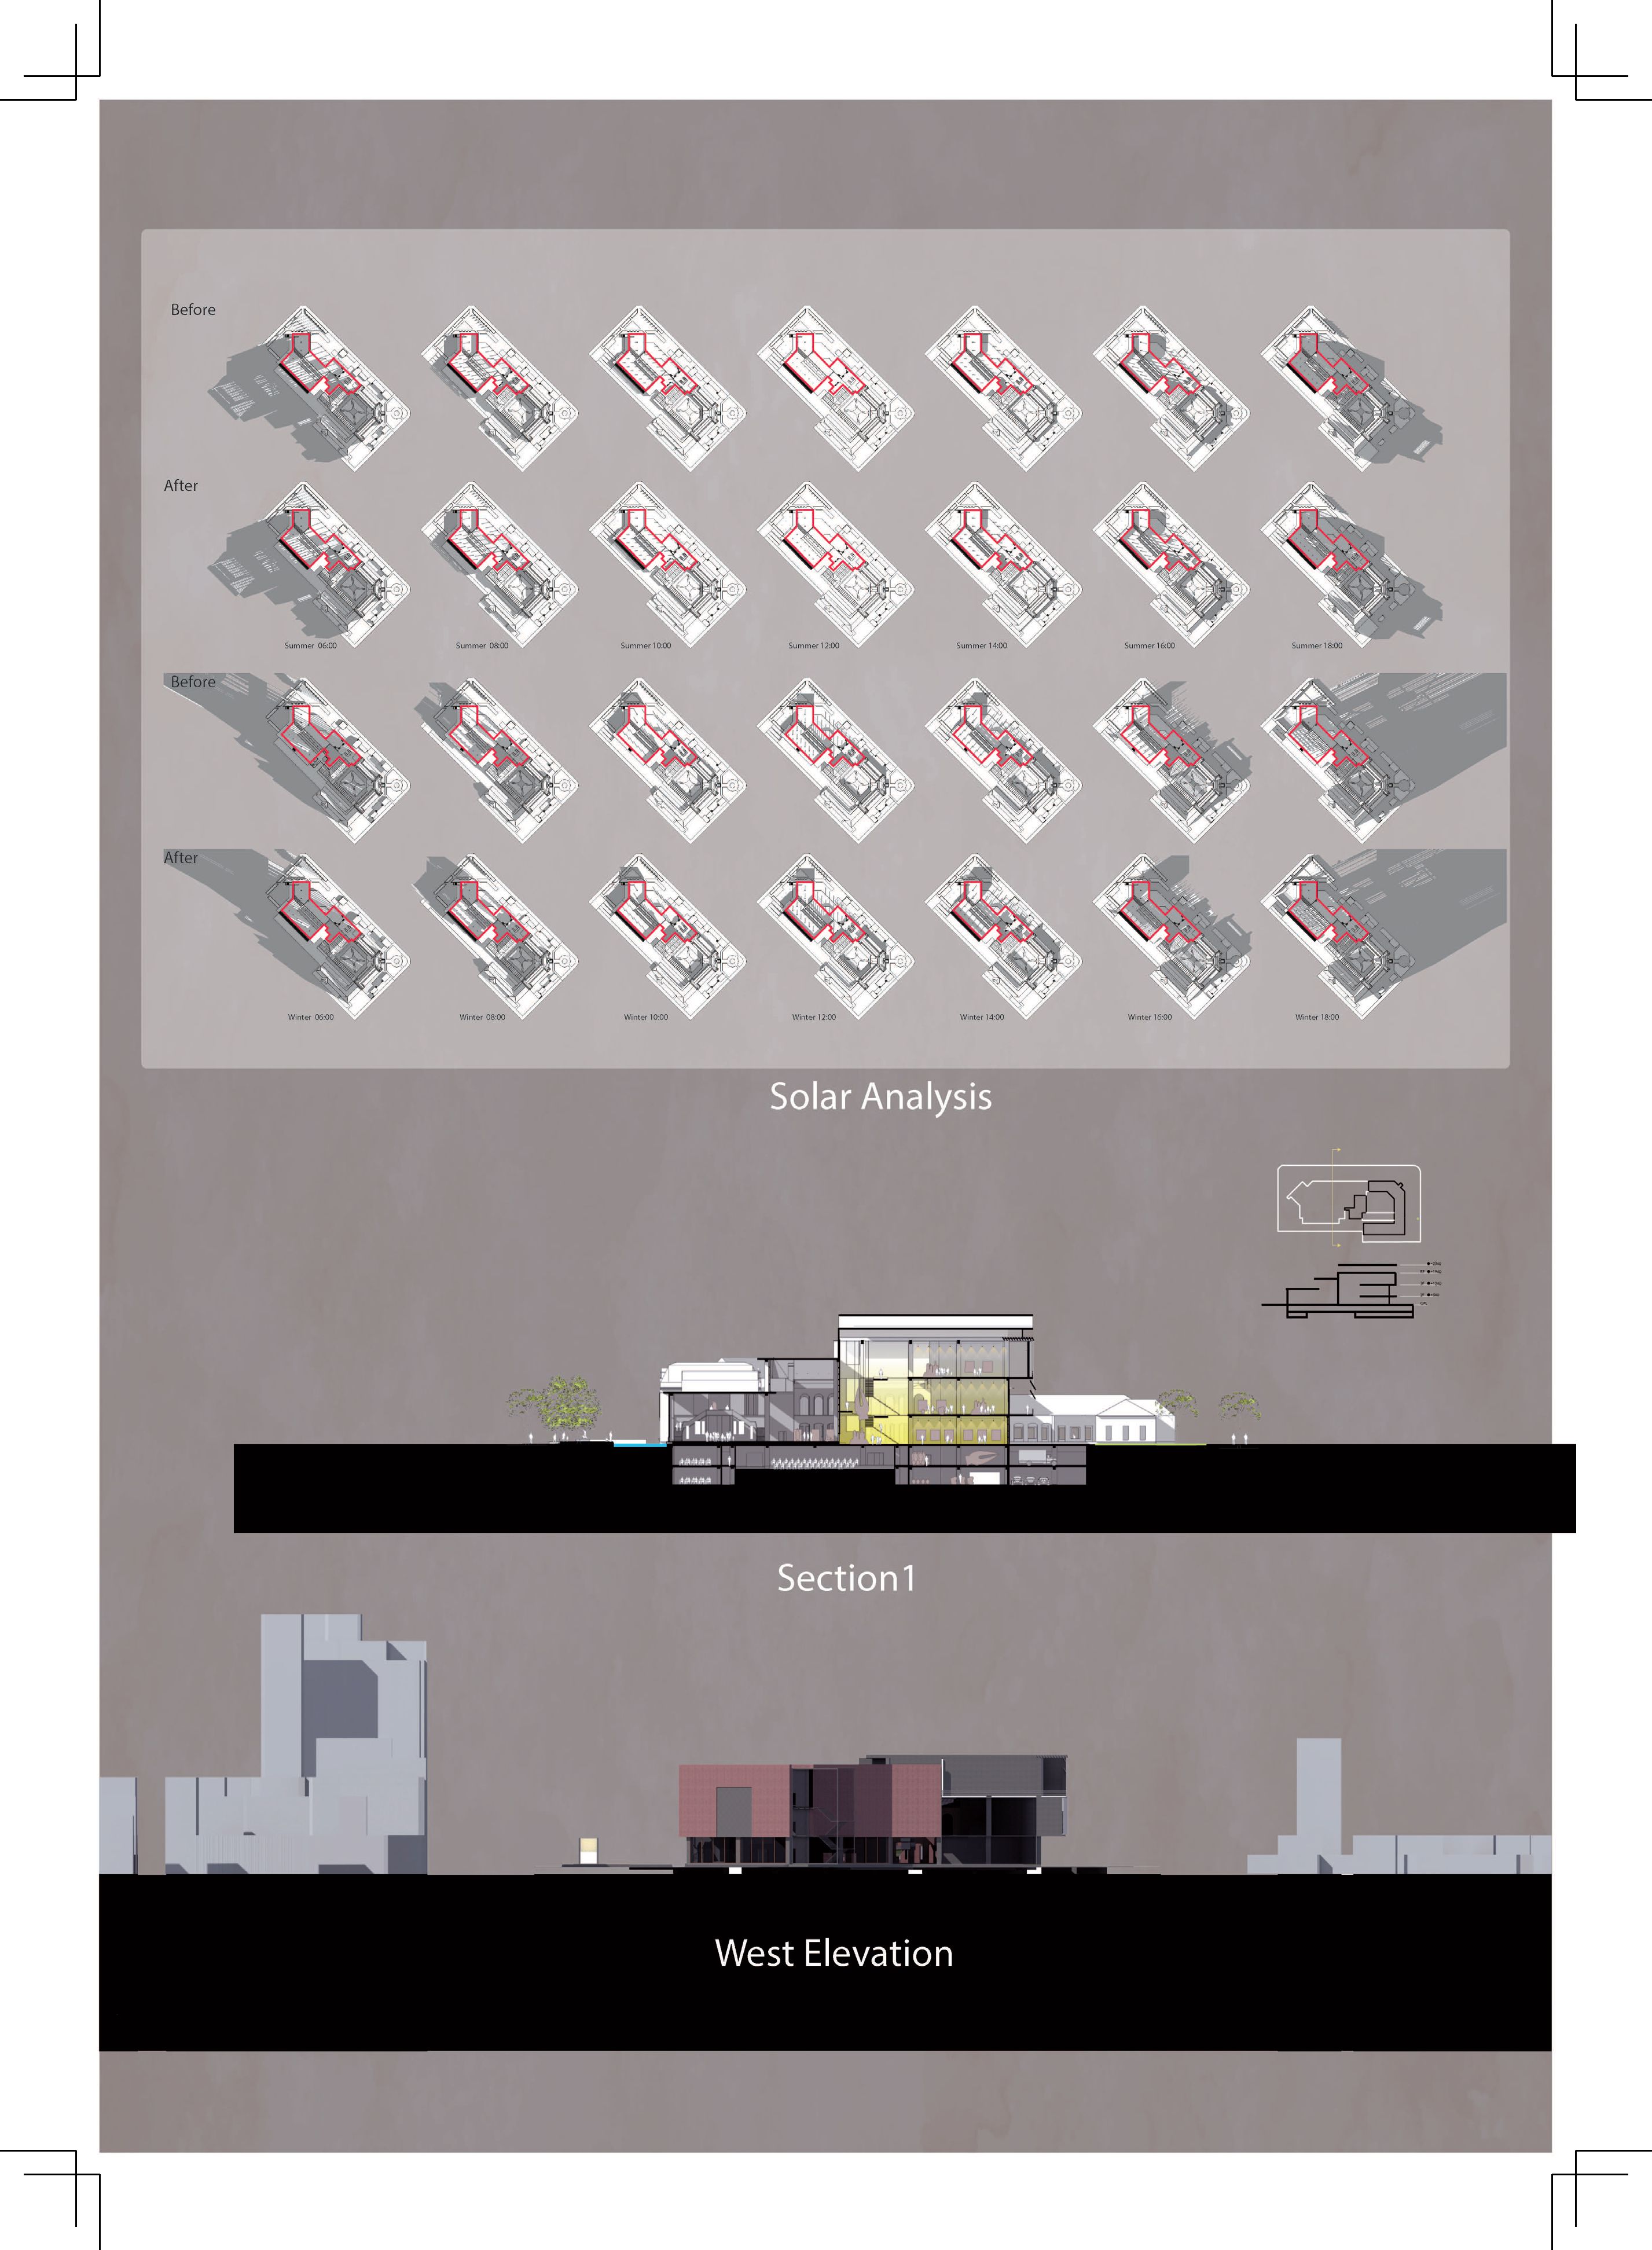 Before
After
Summer 06:00
Summer 08:00
Summer 10:00
Summer 12:00
Summer 14:00
Summer 16:00
Summer 18:00
Before
After
Winter 06:00
Winter 08:00
Winter 10:00
Winter 12:00
Winter 14:00
Winter 16:00
Winter 18:00
Solar Analysis
Section1
West Elevation